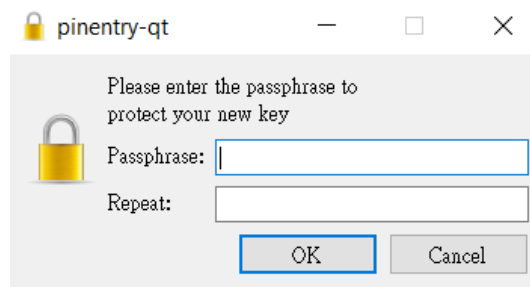 pinentry-qt
Please enter the passphrase to
protect your new key
Passphrase:
Repeat:
OK Cancel